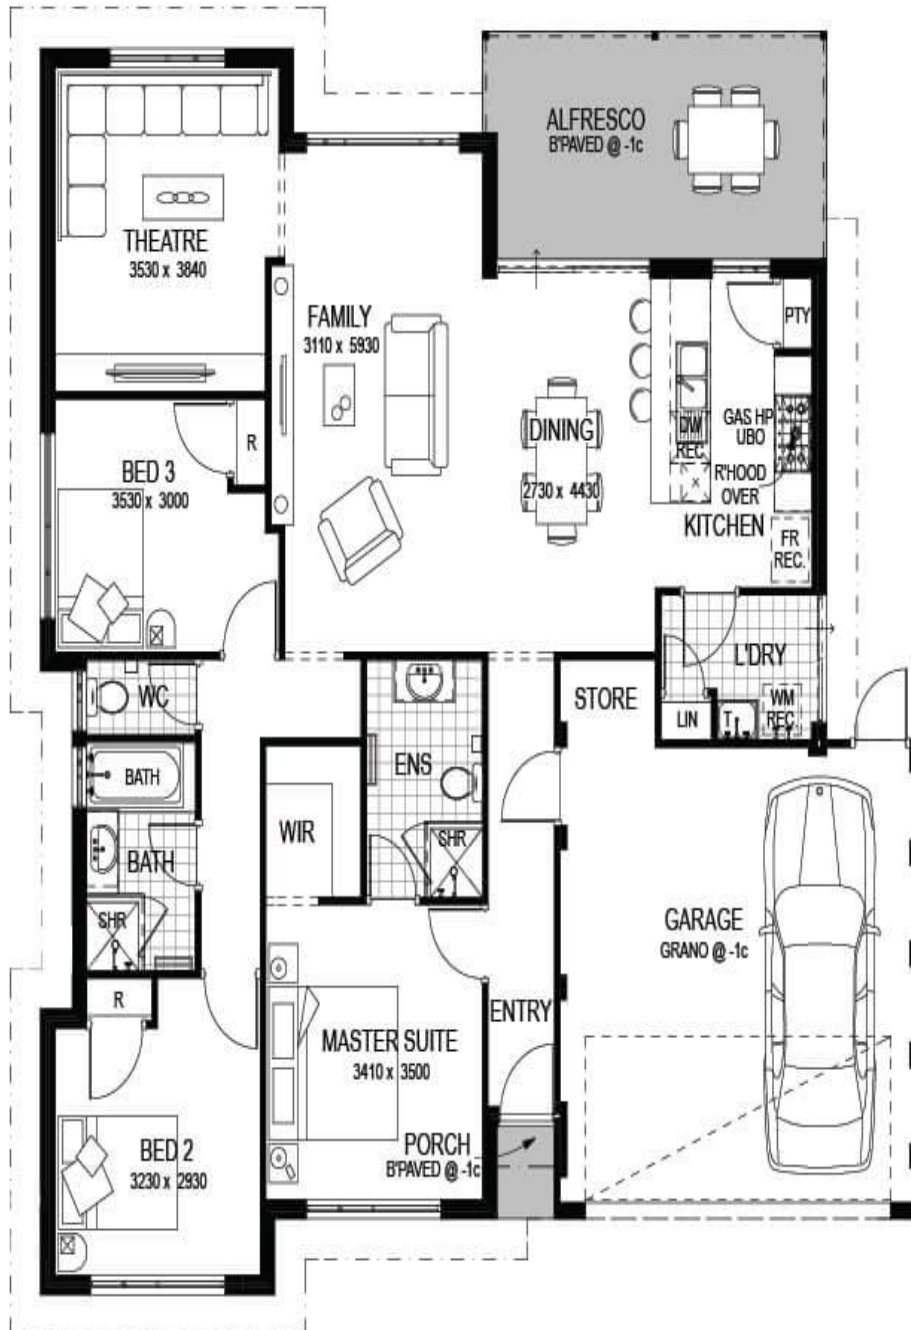 ALFRESCO
B'PAVED @ -1c
THEATRE
3530 x 3840
FAMILY
3110 x 5930
PTY
DINING
2730 x 4430
DW
REC
GAS HP
UBO
R'HOOD
OVER
KITCHEN
FR
REC.
BED 3
3530 x 3000
R
WC
L'DRY
LIN
T
WM
REC
STORE
ENS
SHR
BATH
BATH
SHR
WIR
GARAGE
GRANO @ -1c
R
ENTRY
MASTER SUITE
3410 x 3500
PORCH
B'PAVED @ -1c
BED 2
3230 x 2930